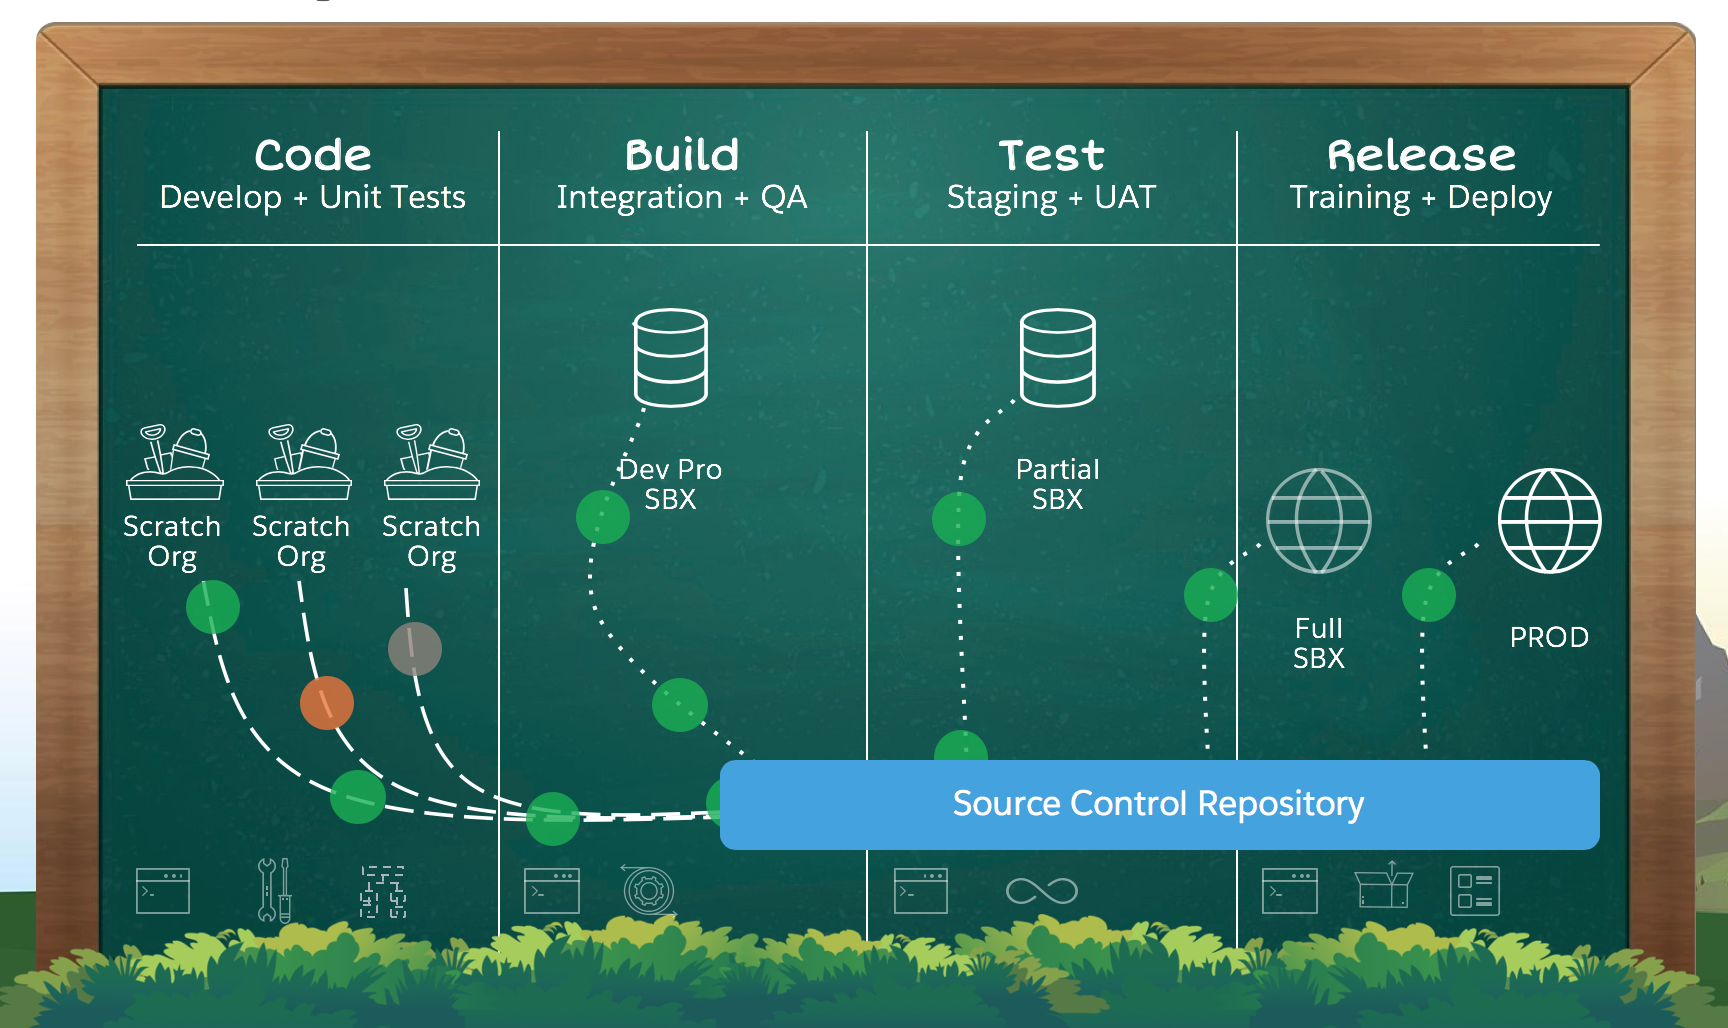 Code
Develop + Unit Tests
Build
Integration + QA
Test
Staging + UAT
Release
Training + Deploy
Scratch
Org
Scratch
Org
Scratch
Org
Dev Pro
SBX
Partial
SBX
Full
SBX
PROD
Source Control Repository
>-
>-
>-
>-